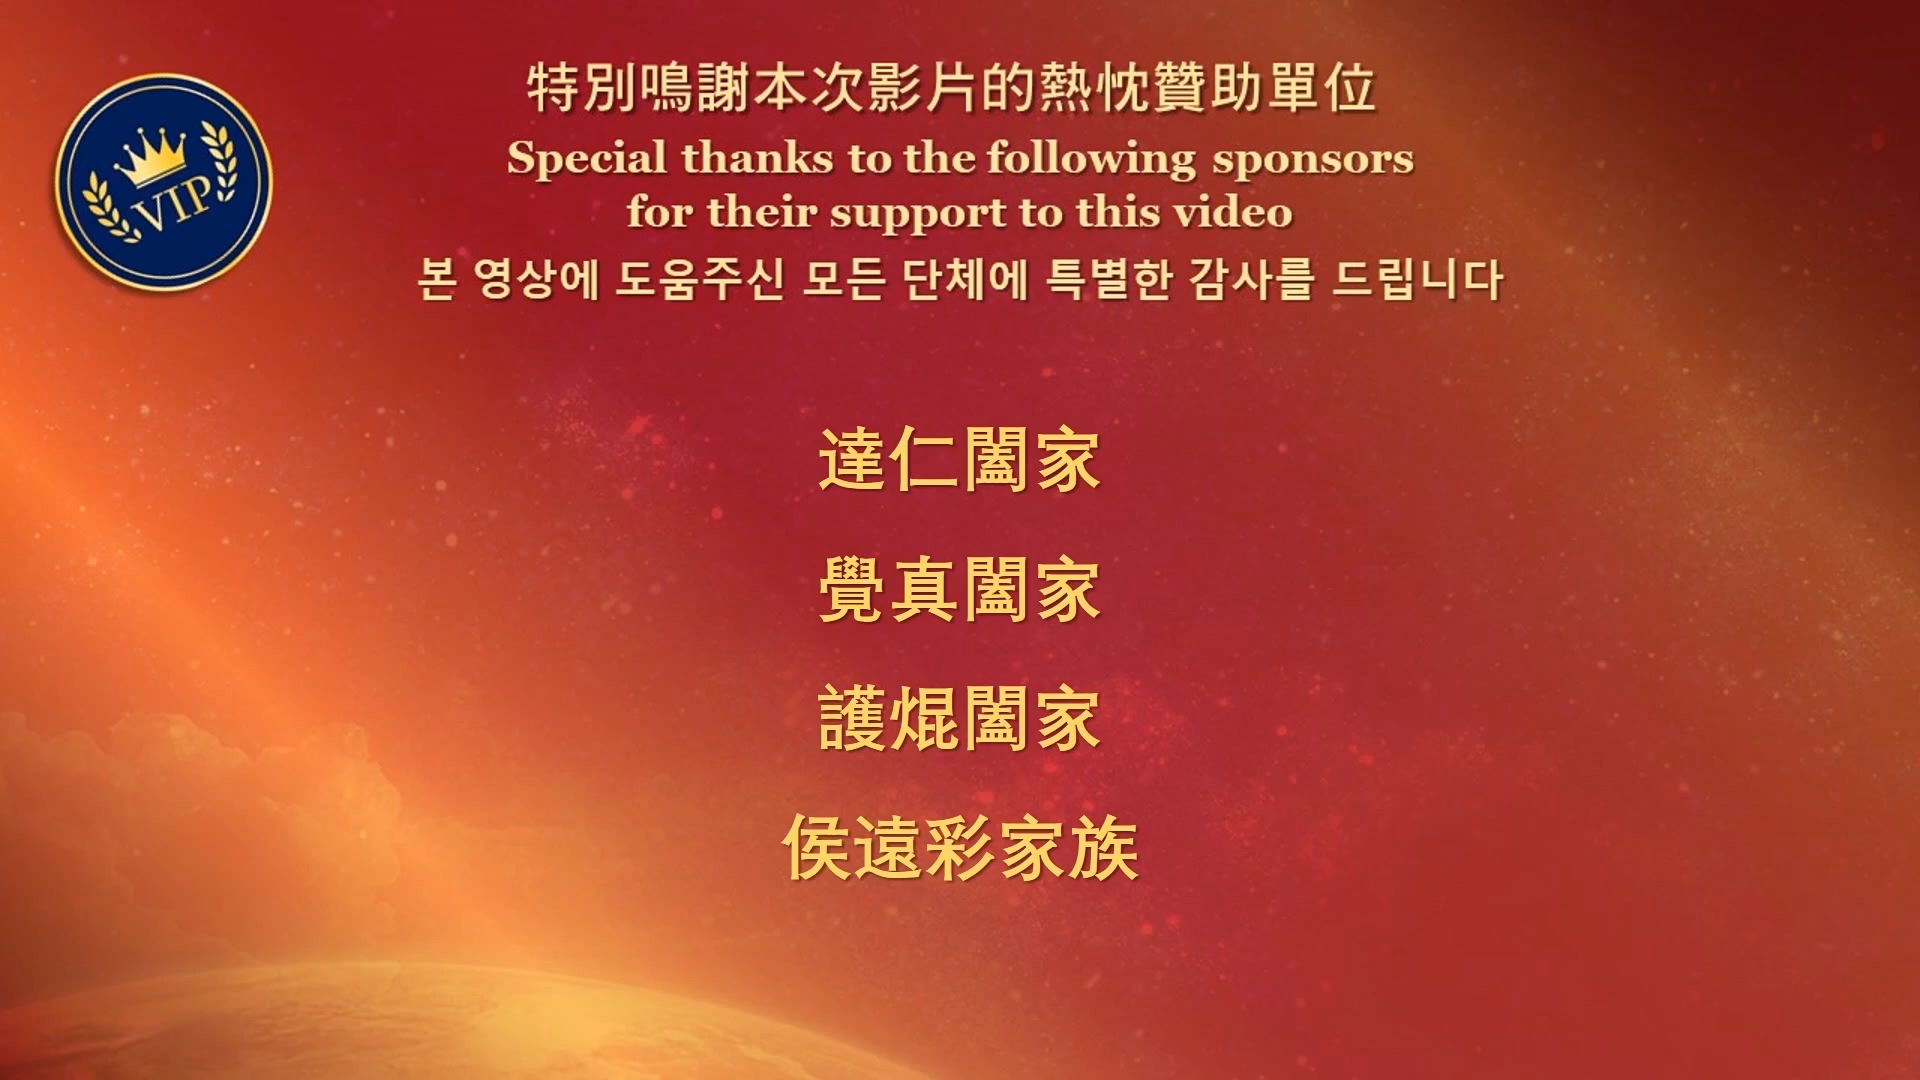 VIP
特別鳴謝本次影片的熱忱贊助單位
Special thanks to the following sponsors
for their support to this video
본 영상에 도움주신 모든 단체에 특별한 감사를 드립니다
達仁闔家
覺真闔家
護焜闔家
侯遠彩家族